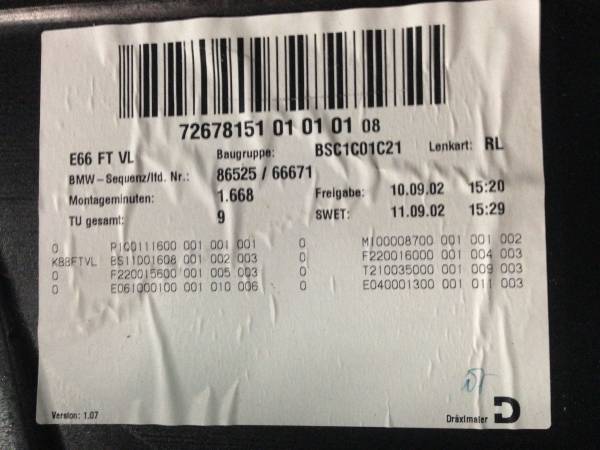 72678151 01 01 01 08
E66 FT VL Baugruppe: BSC1C01C21 Lenkart: RL
BMW-Sequenz/lfd. Nr.: 86525 / 66671
Montageminuten: 1.668 Freigabe: 10.09.02 15:20
TU gesamt: 9 SWET: 11.09.02 15:29
0 P100111600 001 001 001 0 M100008700 001 001 002
KBBFTVL BS11001608 001 002 003 0 F220016000 001 004 003
0 F220015600 001 005 003 0 T210035000 001 009 003
0 E061000100 001 010 006 0 E040001300 001 011 003
Version: 1.07 Dräxlmaier D